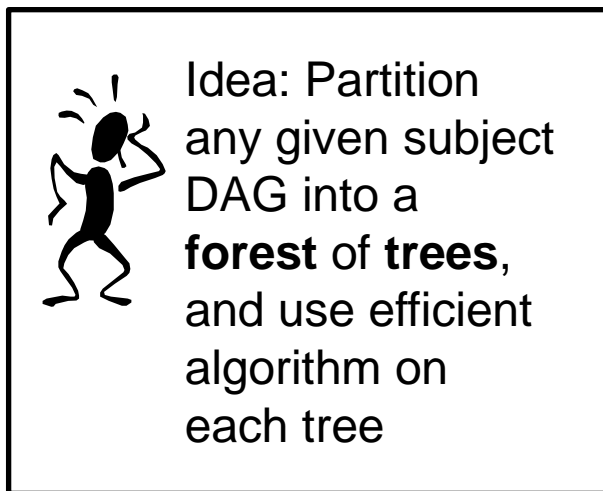 Idea: Partition
any given subject
DAG into a
forest of trees,
and use efficient
algorithm on
each tree